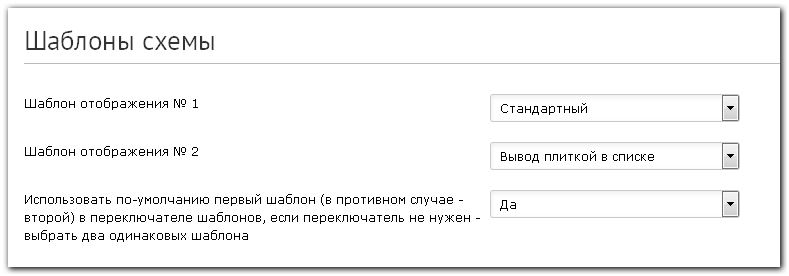 Шаблоны схемы
Шаблон отображения № 1
Стандартный
Шаблон отображения № 2
Вывод плиткой в списке
Использовать по-умолчанию первый шаблон (в противном случае -
второй) в переключателе шаблонов, если переключатель не нужен -
выбрать два одинаковых шаблона
Да